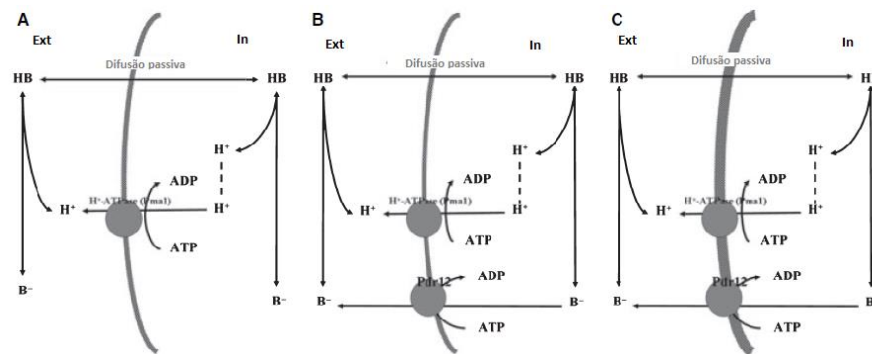 A
Ext
In
Difusão passiva
HB
HB
H⁺
ADP
H⁺-ATPase (Pma1)
H⁺
H⁺
ATP
B⁻
B⁻
B
Ext
In
Difusão passiva
HB
HB
H⁺
ADP
H⁺-ATPase (Pma1)
H⁺
H⁺
ATP
Pdr12
ADP
B⁻
B⁻
ATP
C
Ext
In
Difusão passiva
HB
H
H⁺
ADP
H⁺-ATPase (Pma1)
H⁺
H⁺
ATP
Pdr12
ADP
B⁻
B
ATP